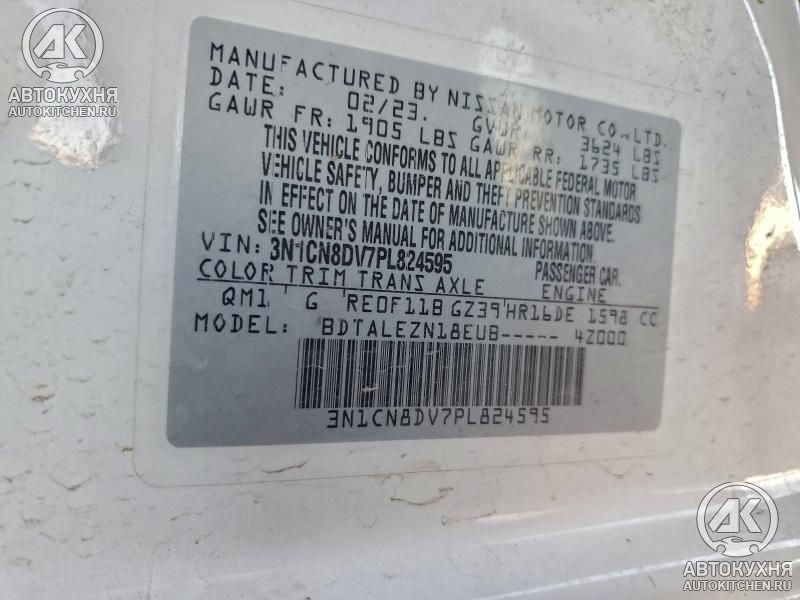 АК
АВТОКУХНЯ
autokitchen.ru
MANUFACTURED BY NISSAN MOTOR CO.,LTD.
DATE: 02/23. GVWR: 3624 LBS
GAWR FR: 1905 LBS GAWR RR: 1735 LBS
THIS VEHICLE CONFORMS TO ALL APPLICABLE FEDERAL MOTOR
VEHICLE SAFETY, BUMPER AND THEFT PREVENTION STANDARDS
IN EFFECT ON THE DATE OF MANUFACTURE SHOWN ABOVE.
SEE OWNER'S MANUAL FOR ADDITIONAL INFORMATION.
VIN: 3N1CN8DV7PL824595 PASSENGER CAR.
COLOR TRIM TRANS AXLE ENGINE
QM1 G RE0F11B GZ39 HR16DE 1598 CC
MODEL: BDTALEZN18EUB----- 4Z000
3N1CN8DV7PL824595
АК
АВТОКУХНЯ
autokitchen.ru